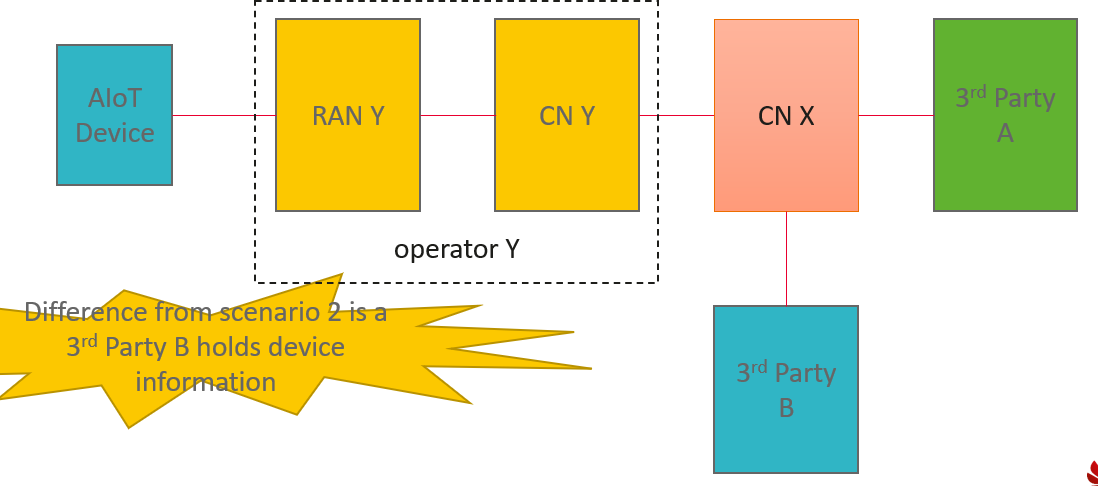 AIoT
Device
RAN Y
CN Y
CN X
3rd Party
A
operator Y
Difference from scenario 2 is a
3rd Party B holds device
information
3rd Party
B